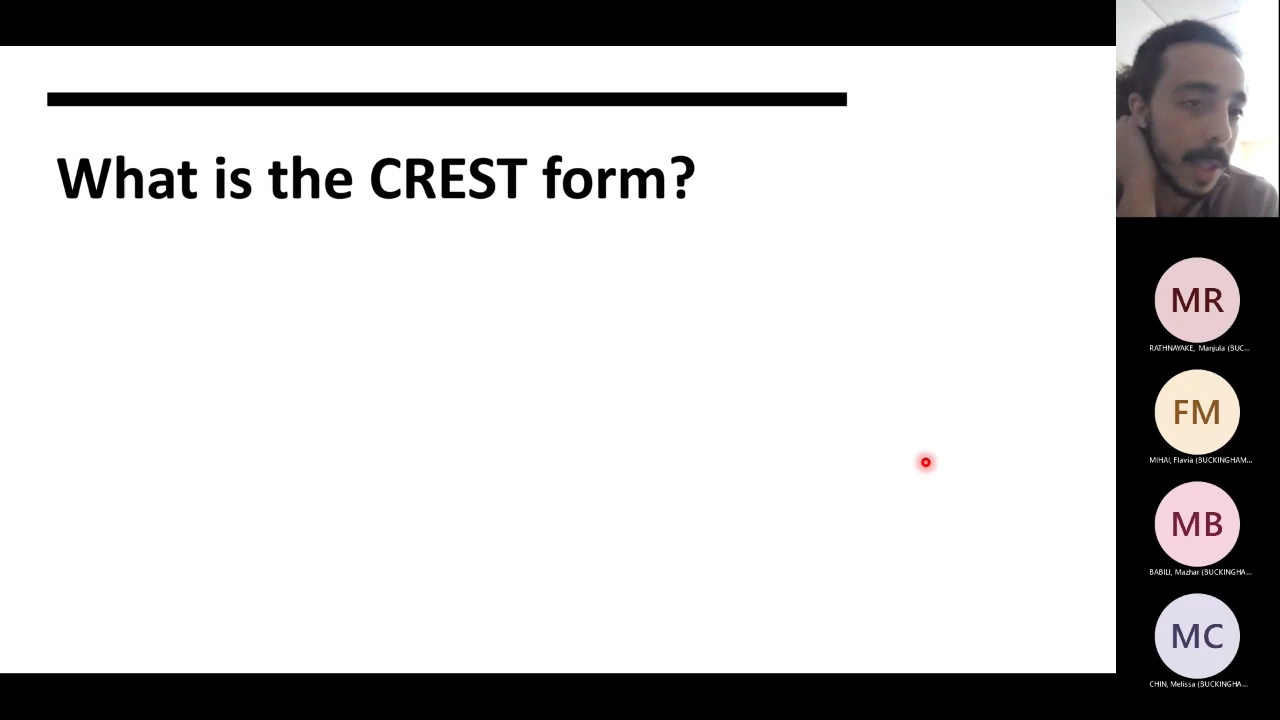 What is the CREST form?
MR
RATHNAYAKE, Manjula (BUC...
FM
MIHAI, Flavia (BUCKINGHAM...
MB
BABILI, Mazhar (BUCKINGHA...
MC
CHIN, Melissa (BUCKINGHA...